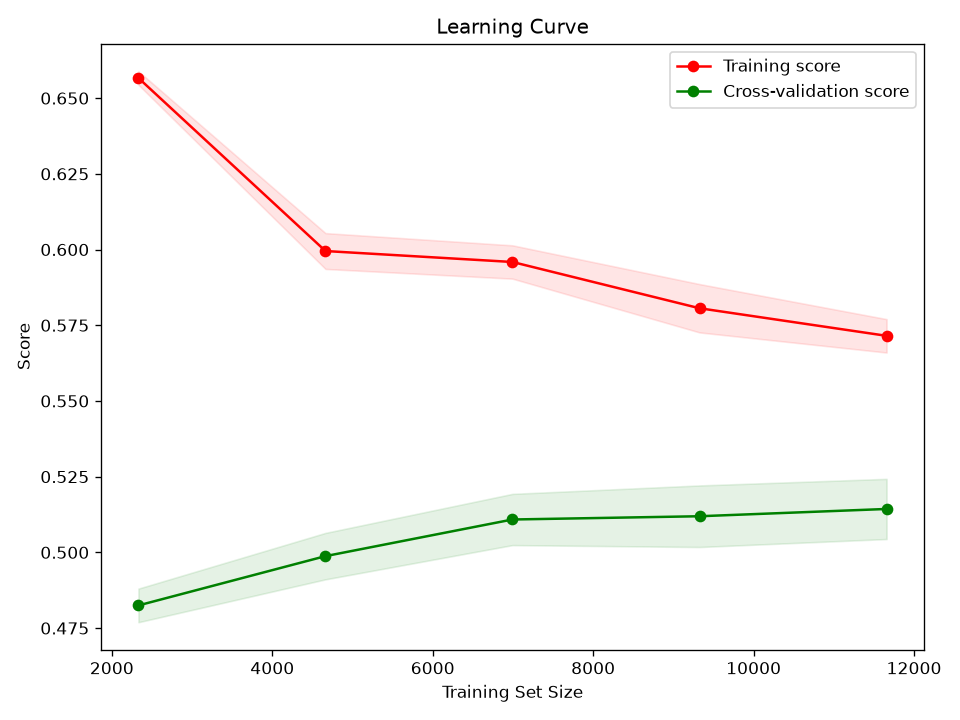 Learning Curve
Training score
Cross-validation score
0.650
0.625
0.600
0.575
0.550
0.525
0.500
0.475
Score
2000 4000 6000 8000 10000 12000
Training Set Size